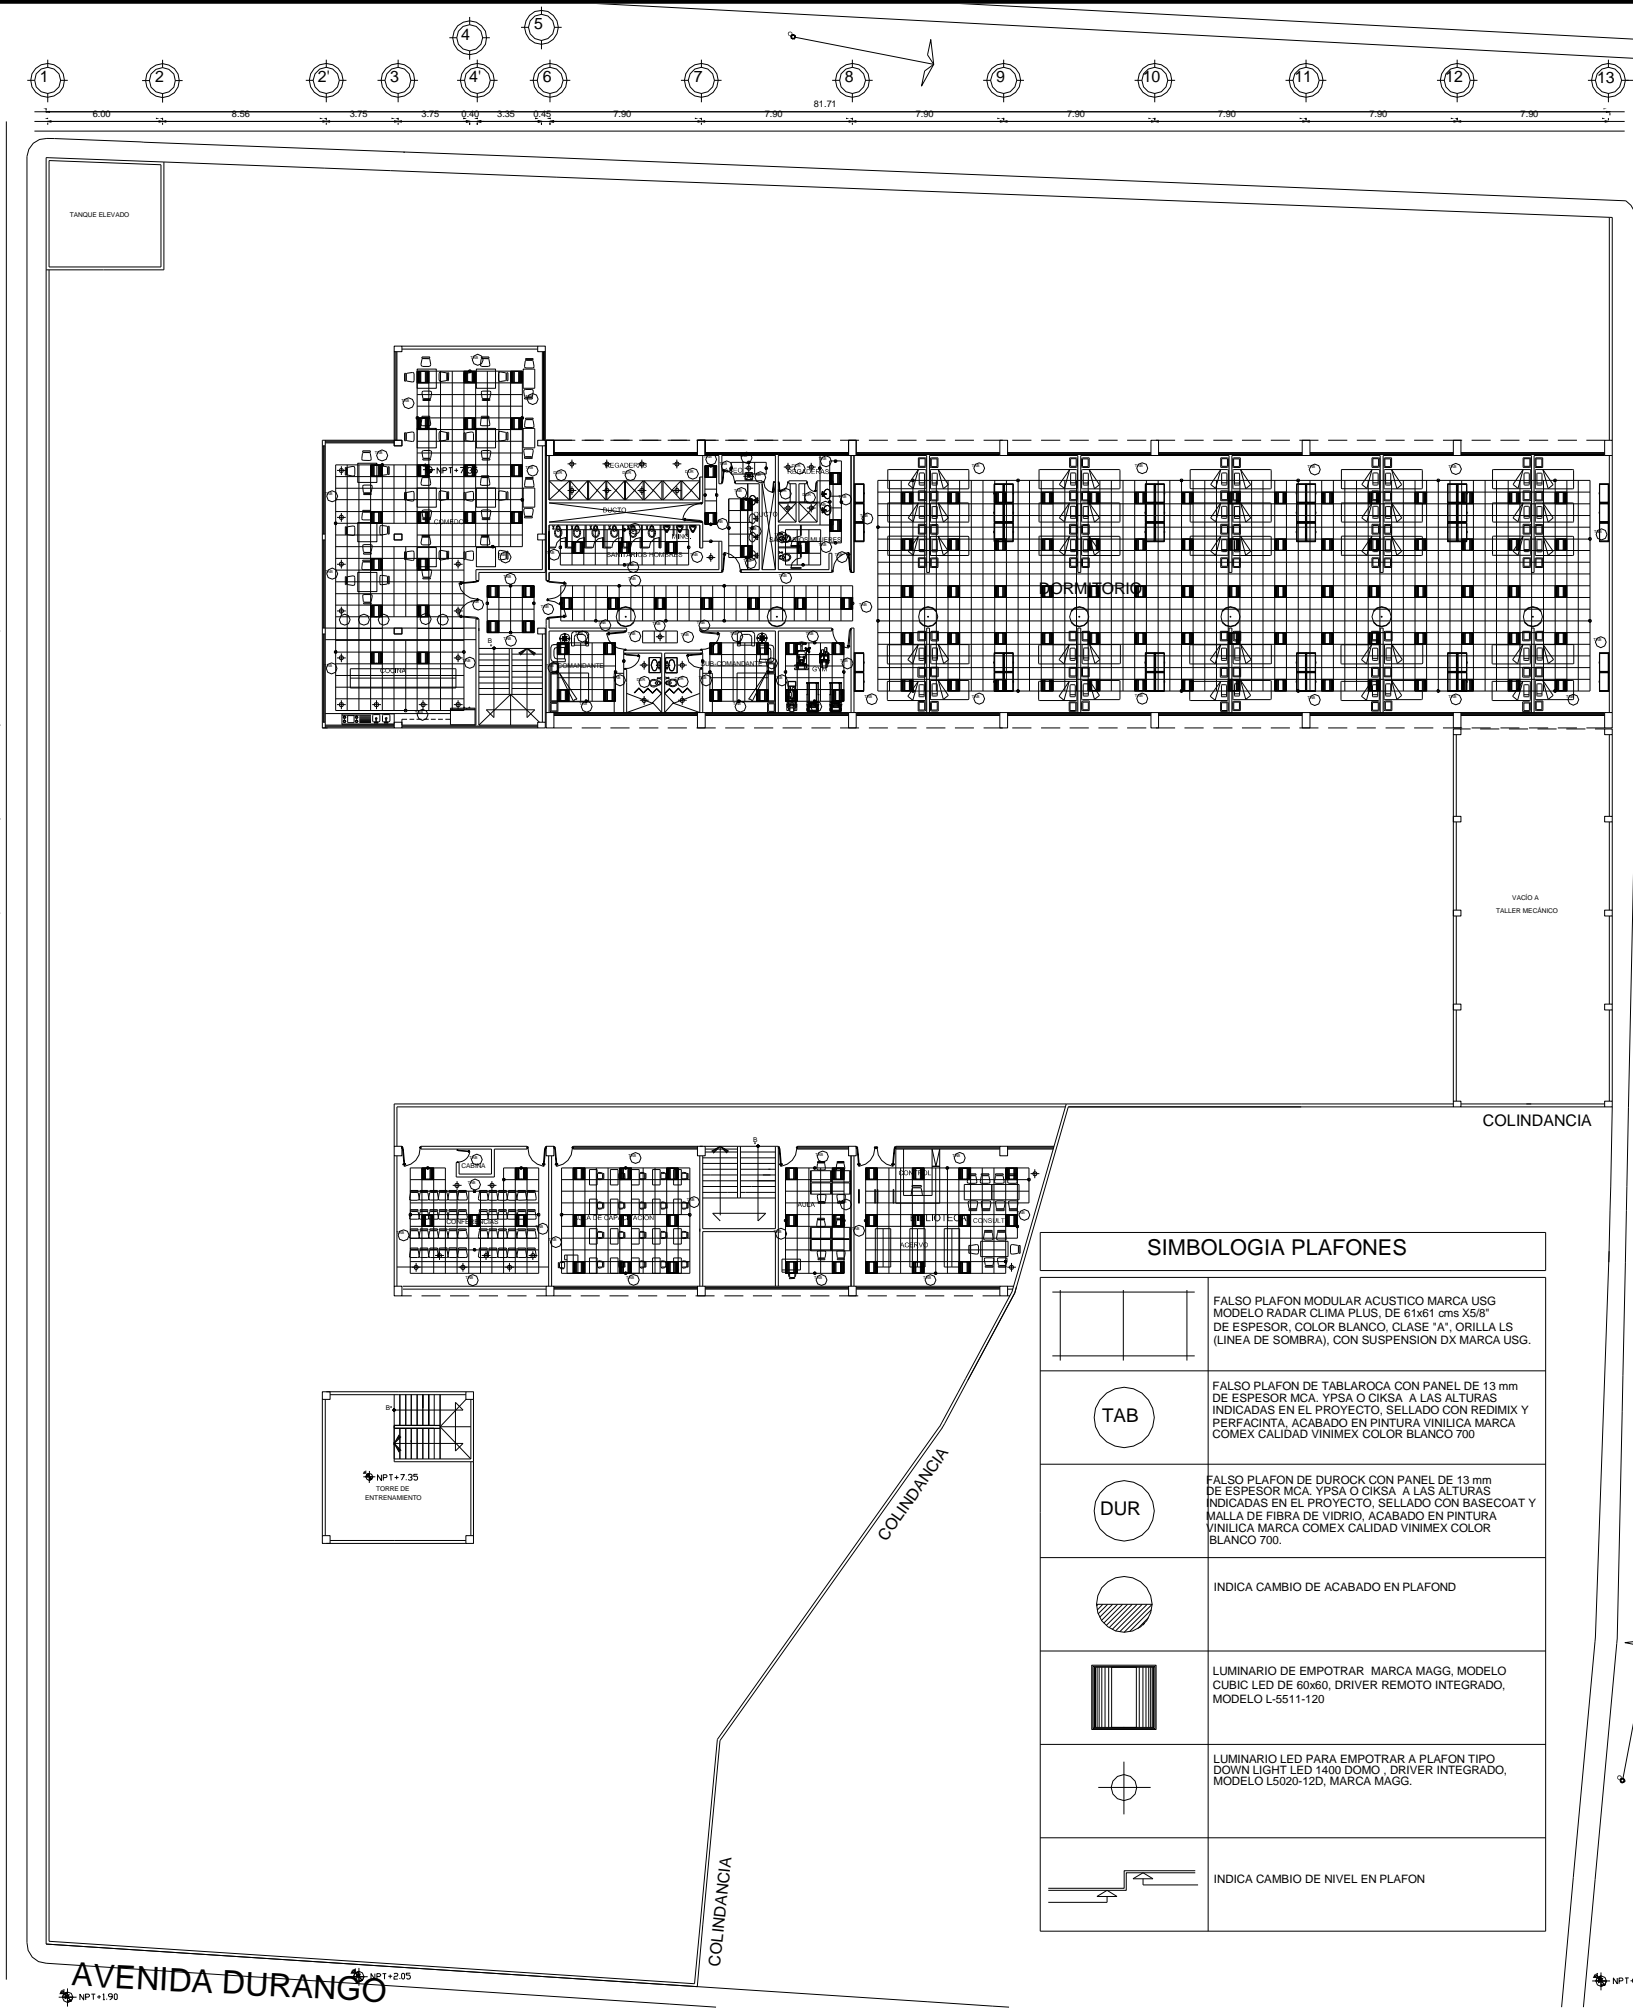 4
5
1
2
2'
3
4'
6
7
8
9
10
11
12
13
81.71
6.00
8.56
3.75
3.75
0.40
3.35
0.45
7.90
7.90
7.90
7.90
7.90
7.90
7.90
TANQUE ELEVADO
REGADERAS
REGADERAS
DUCTO
DUCTO
SANITARIOS HOMBRES
DORMITORIO
COCINA
COMANDANTE
SUB-COMANDANTE
GYM
B
VACÍO A
TALLER MECÁNICO
COLINDANCIA
B
CABINA
CONTROL
AULA
CONFERENCIAS
AULA DE CAPACITACION
BIBLIOTECA
CONSULTA
ACERVO
SIMBOLOGIA PLAFONES
FALSO PLAFON MODULAR ACUSTICO MARCA USG
MODELO RADAR CLIMA PLUS, DE 61x61 cms X5/8"
DE ESPESOR, COLOR BLANCO, CLASE "A", ORILLA LS
(LINEA DE SOMBRA), CON SUSPENSION DX MARCA USG.
TAB
FALSO PLAFON DE TABLAROCA CON PANEL DE 13 mm
DE ESPESOR MCA. YPSA O CIKSA A LAS ALTURAS
INDICADAS EN EL PROYECTO, SELLADO CON REDIMIX Y
PERFACINTA, ACABADO EN PINTURA VINILICA MARCA
COMEX CALIDAD VINIMEX COLOR BLANCO 700
DUR
FALSO PLAFON DE DUROCK CON PANEL DE 13 mm
DE ESPESOR MCA. YPSA O CIKSA A LAS ALTURAS
INDICADAS EN EL PROYECTO, SELLADO CON BASECOAT Y
MALLA DE FIBRA DE VIDRIO, ACABADO EN PINTURA
VINILICA MARCA COMEX CALIDAD VINIMEX COLOR
BLANCO 700.
INDICA CAMBIO DE ACABADO EN PLAFOND
LUMINARIO DE EMPOTRAR MARCA MAGG, MODELO
CUBIC LED DE 60x60, DRIVER REMOTO INTEGRADO,
MODELO L-5511-120
LUMINARIO LED PARA EMPOTRAR A PLAFON TIPO
DOWN LIGHT LED 1400 DOMO , DRIVER INTEGRADO,
MODELO L5020-12D, MARCA MAGG.
INDICA CAMBIO DE NIVEL EN PLAFON
B
NPT+7.35
TORRE DE
ENTRENAMIENTO
COLINDANCIA
COLINDANCIA
AVENIDA DURANGO
NPT+2.05
NPT+1.90
NPT+